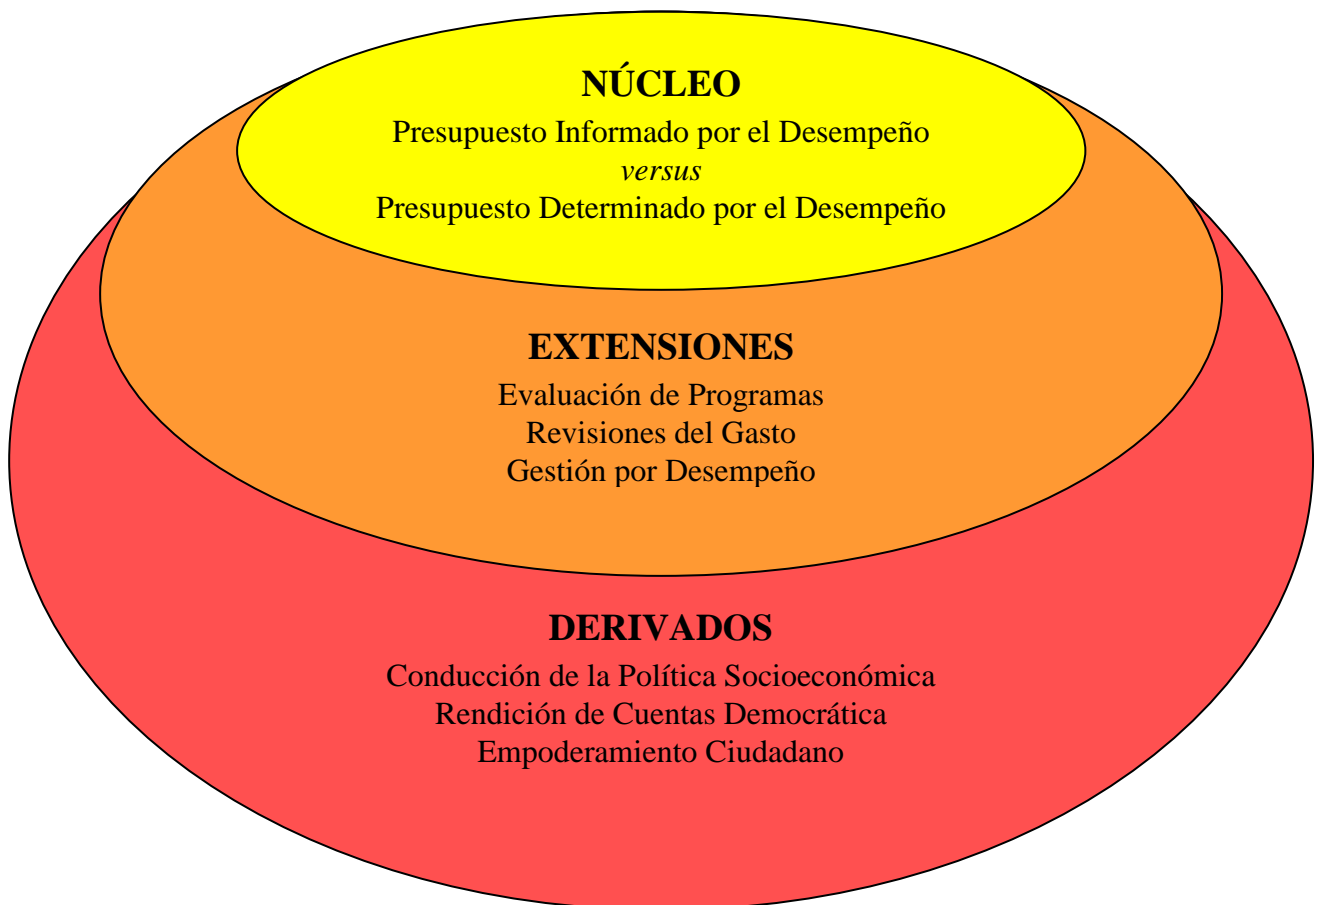 NÚCLEO
Presupuesto Informado por el Desempeño
versus
Presupuesto Determinado por el Desempeño
EXTENSIONES
Evaluación de Programas
Revisiones del Gasto
Gestión por Desempeño
DERIVADOS
Conducción de la Política Socioeconómica
Rendición de Cuentas Democrática
Empoderamiento Ciudadano